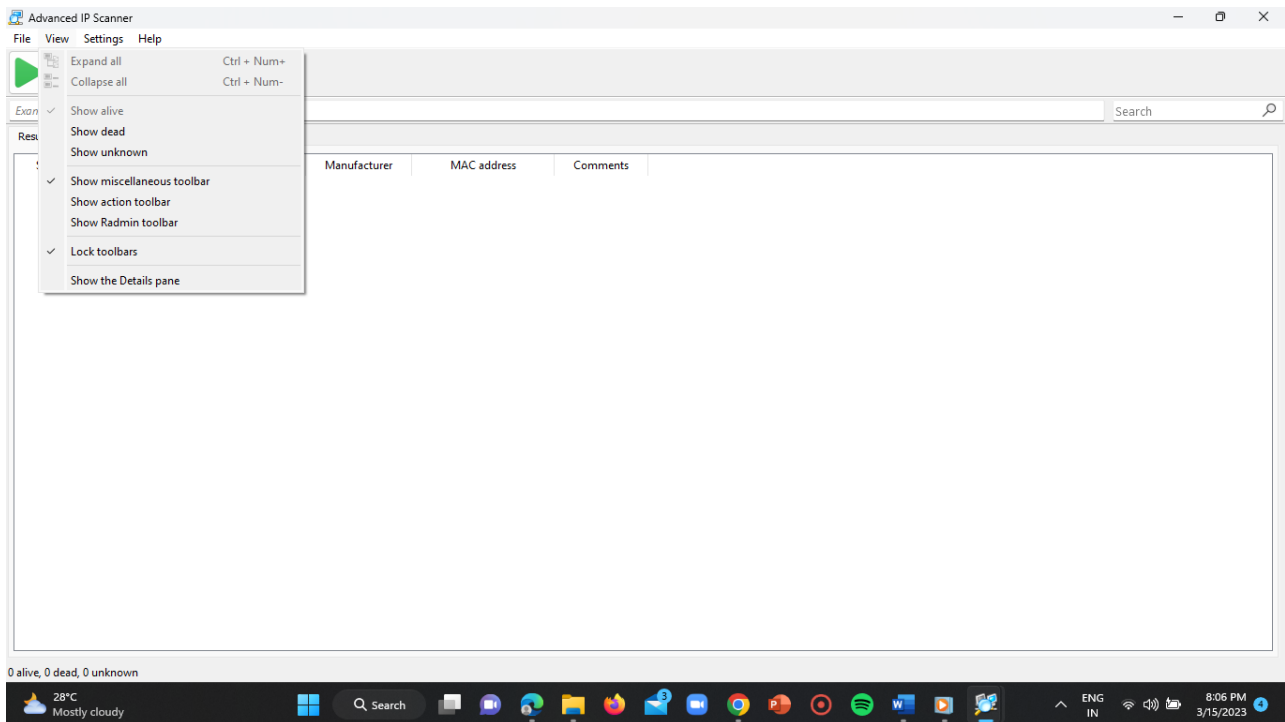 Advanced IP Scanner
File View Settings Help
Expand all Ctrl + Num+
Collapse all Ctrl + Num-
Show alive
Search
Show dead
Show unknown
Manufacturer MAC address Comments
Show miscellaneous toolbar
Show action toolbar
Show Radmin toolbar
Lock toolbars
Show the Details pane
0 alive, 0 dead, 0 unknown
28°C
Mostly cloudy
Search
3
ENG
IN
8:06 PM
3/15/2023
4